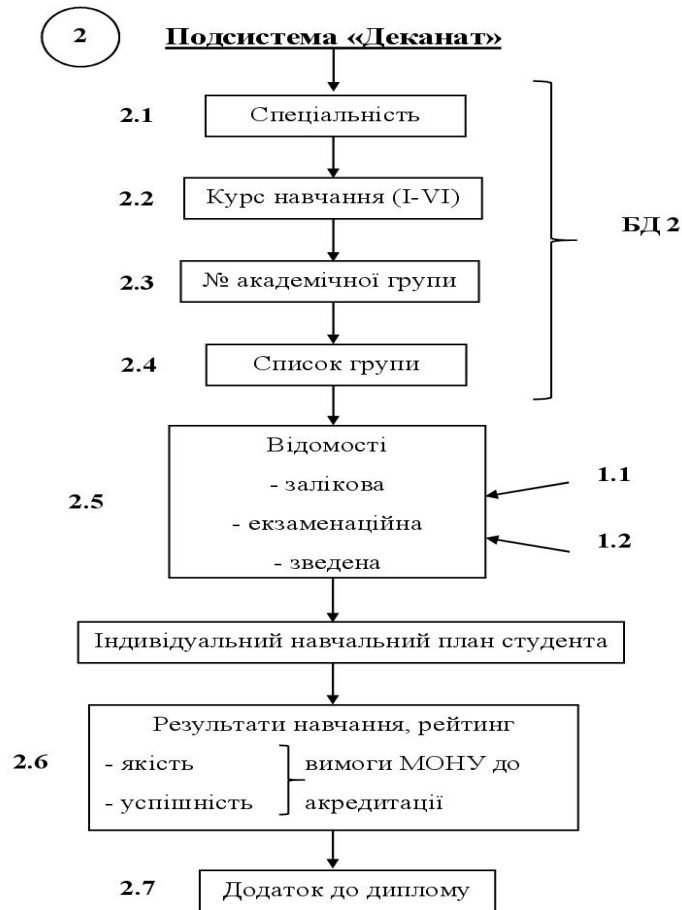 2
Подсистема «Деканат»
2.1
Спеціальність
2.2
Курс навчання (I-VI)
БД 2
2.3
№ академічної групи
2.4
Список групи
2.5
Відомості
- залікова
- екзаменаційна
- зведена
1.1
1.2
Індивідуальний навчальний план студента
2.6
Результати навчання, рейтинг
- якість
- успішність
вимоги МОНУ до
акредитації
2.7
Додаток до диплому